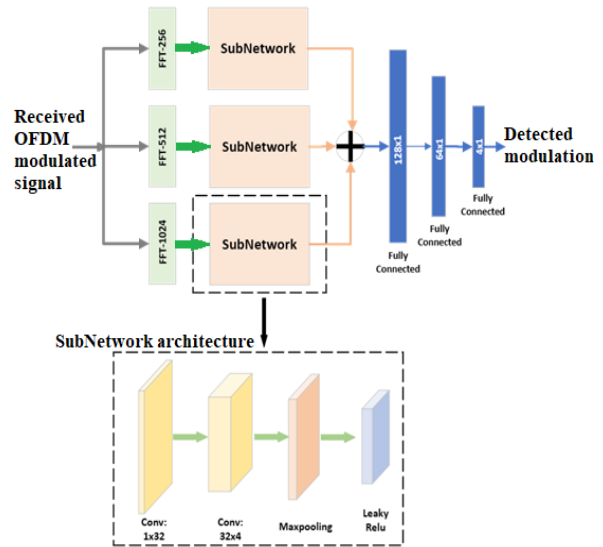 FFT-256
SubNetwork
Received
OFDM
modulated
signal
FFT-512
SubNetwork
FFT-1024
SubNetwork
128x1
64x1
4x1
Fully
Connected
Fully
Connected
Fully
Connected
Detected
modulation
SubNetwork architecture
Conv:
1x32
Conv:
32x4
Maxpooling
Leaky
Relu